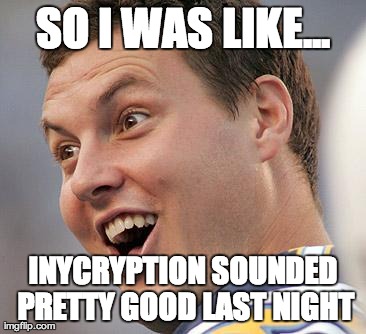 SO I WAS LIKE...
INYCRYPTION SOUNDED
PRETTY GOOD LAST NIGHT
imgflip.com